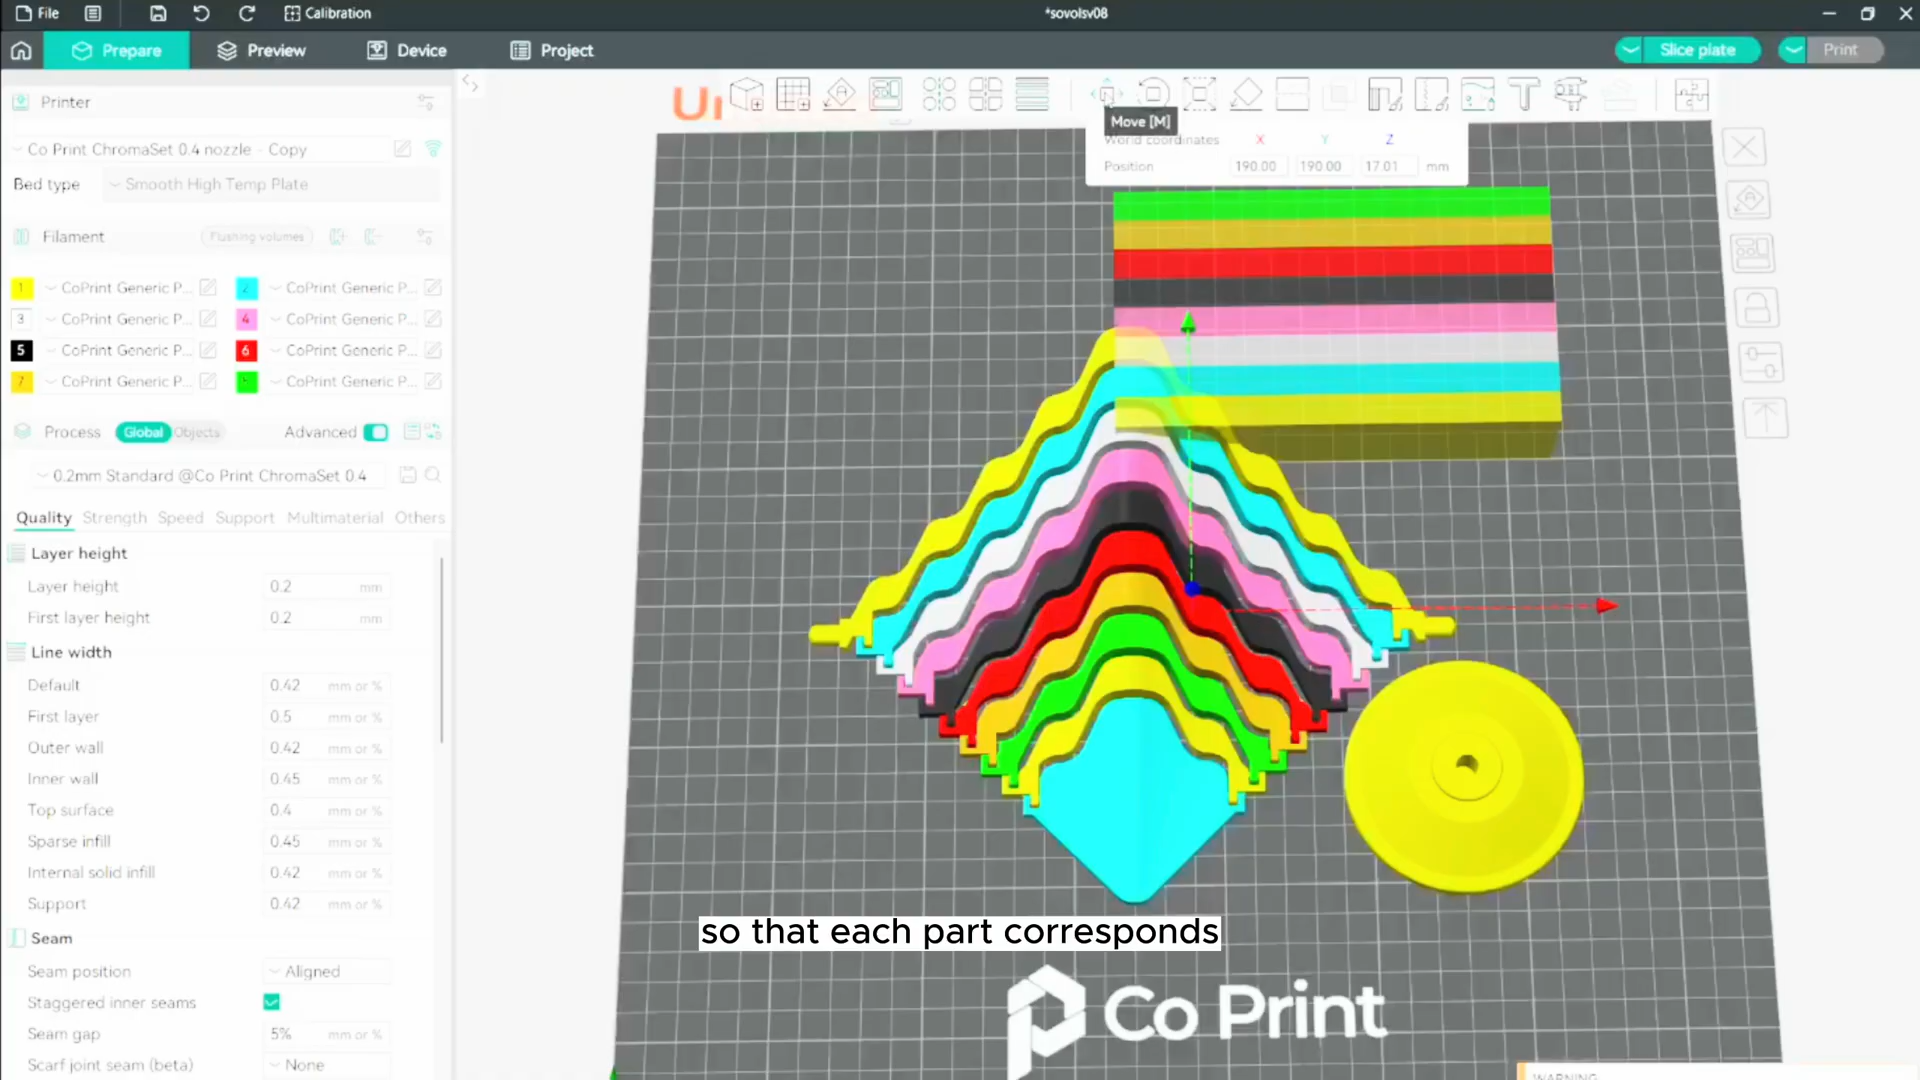 File
Calibration
*sovolsv08
Prepare
Preview
Device
Project
Slice plate
Print
Printer
Co Print ChromaSet 0.4 nozzle - Copy
Bed type
Smooth High Temp Plate
Filament
Flushing volumes
1 CoPrint Generic P...
2 CoPrint Generic P...
3 CoPrint Generic P...
4 CoPrint Generic P...
5 CoPrint Generic P...
6 CoPrint Generic P...
7 CoPrint Generic P...
CoPrint Generic P...
Process
Global
Objects
Advanced
0.2mm Standard @Co Print ChromaSet 0.4
Quality Strength Speed Support Multimaterial Others
Layer height
Layer height 0.2 mm
First layer height 0.2 mm
Line width
Default 0.42 mm or %
First layer 0.5 mm or %
Outer wall 0.42 mm or %
Inner wall 0.45 mm or %
Top surface 0.4 mm or %
Sparse infill 0.45 mm or %
Internal solid infill 0.42 mm or %
Support 0.42 mm or %
Seam
Seam position Aligned
Staggered inner seams
Seam gap 5% mm or %
Scarf joint seam (beta) None
Move [M]
World coordinates X Y Z
Position 190.00 190.00 17.01 mm
so that each part corresponds
Co Print
WARNING